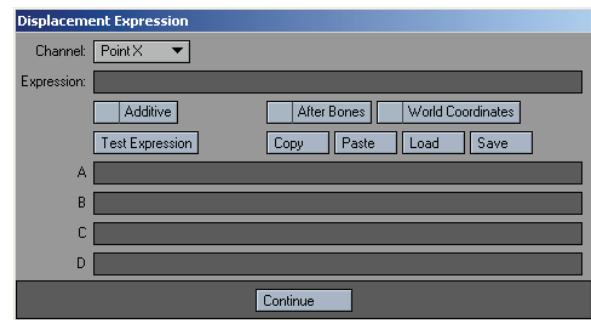 Displacement Expression
Channel: Point X
Expression:
Additive After Bones World Coordinates
Test Expression Copy Paste Load Save
A
B
C
D
Continue